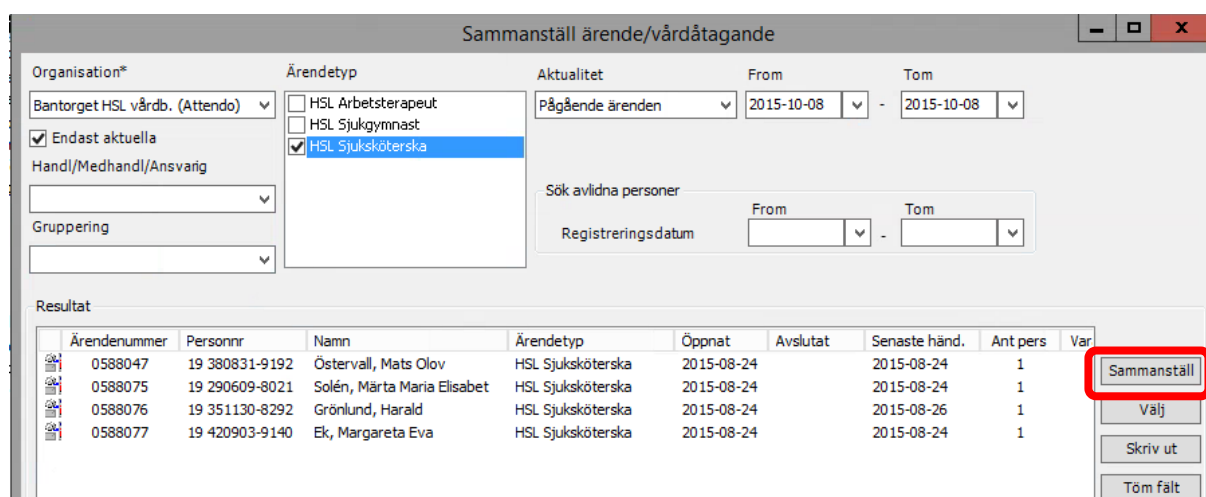 Sammanställ ärende/vårdåtagande
Organisation* Ärendetyp Aktualitet From Tom
Bantorget HSL vårdb. (Attendo) HSL Arbetsterapeut Pågående ärenden 2015-10-08 - 2015-10-08
HSL Sjukgymnast
Endast aktuella HSL Sjuksköterska
Handl/Medhandl/Ansvarig
Sök avlidna personer
From Tom
Gruppering Registreringsdatum -
Resultat
Ärendenummer Personnr Namn Ärendetyp Öppnat Avslutat Senaste händ. Ant pers Var
0588047 19 380831-9192 Östervall, Mats Olov HSL Sjuksköterska 2015-08-24 2015-08-24 1
Sammanställ
0588075 19 290609-8021 Solén, Märta Maria Elisabet HSL Sjuksköterska 2015-08-24 2015-08-24 1
0588076 19 351130-8292 Grönlund, Harald HSL Sjuksköterska 2015-08-24 2015-08-26 1
Välj
0588077 19 420903-9140 Ek, Margareta Eva HSL Sjuksköterska 2015-08-24 2015-08-24 1
Skriv ut
Töm fält